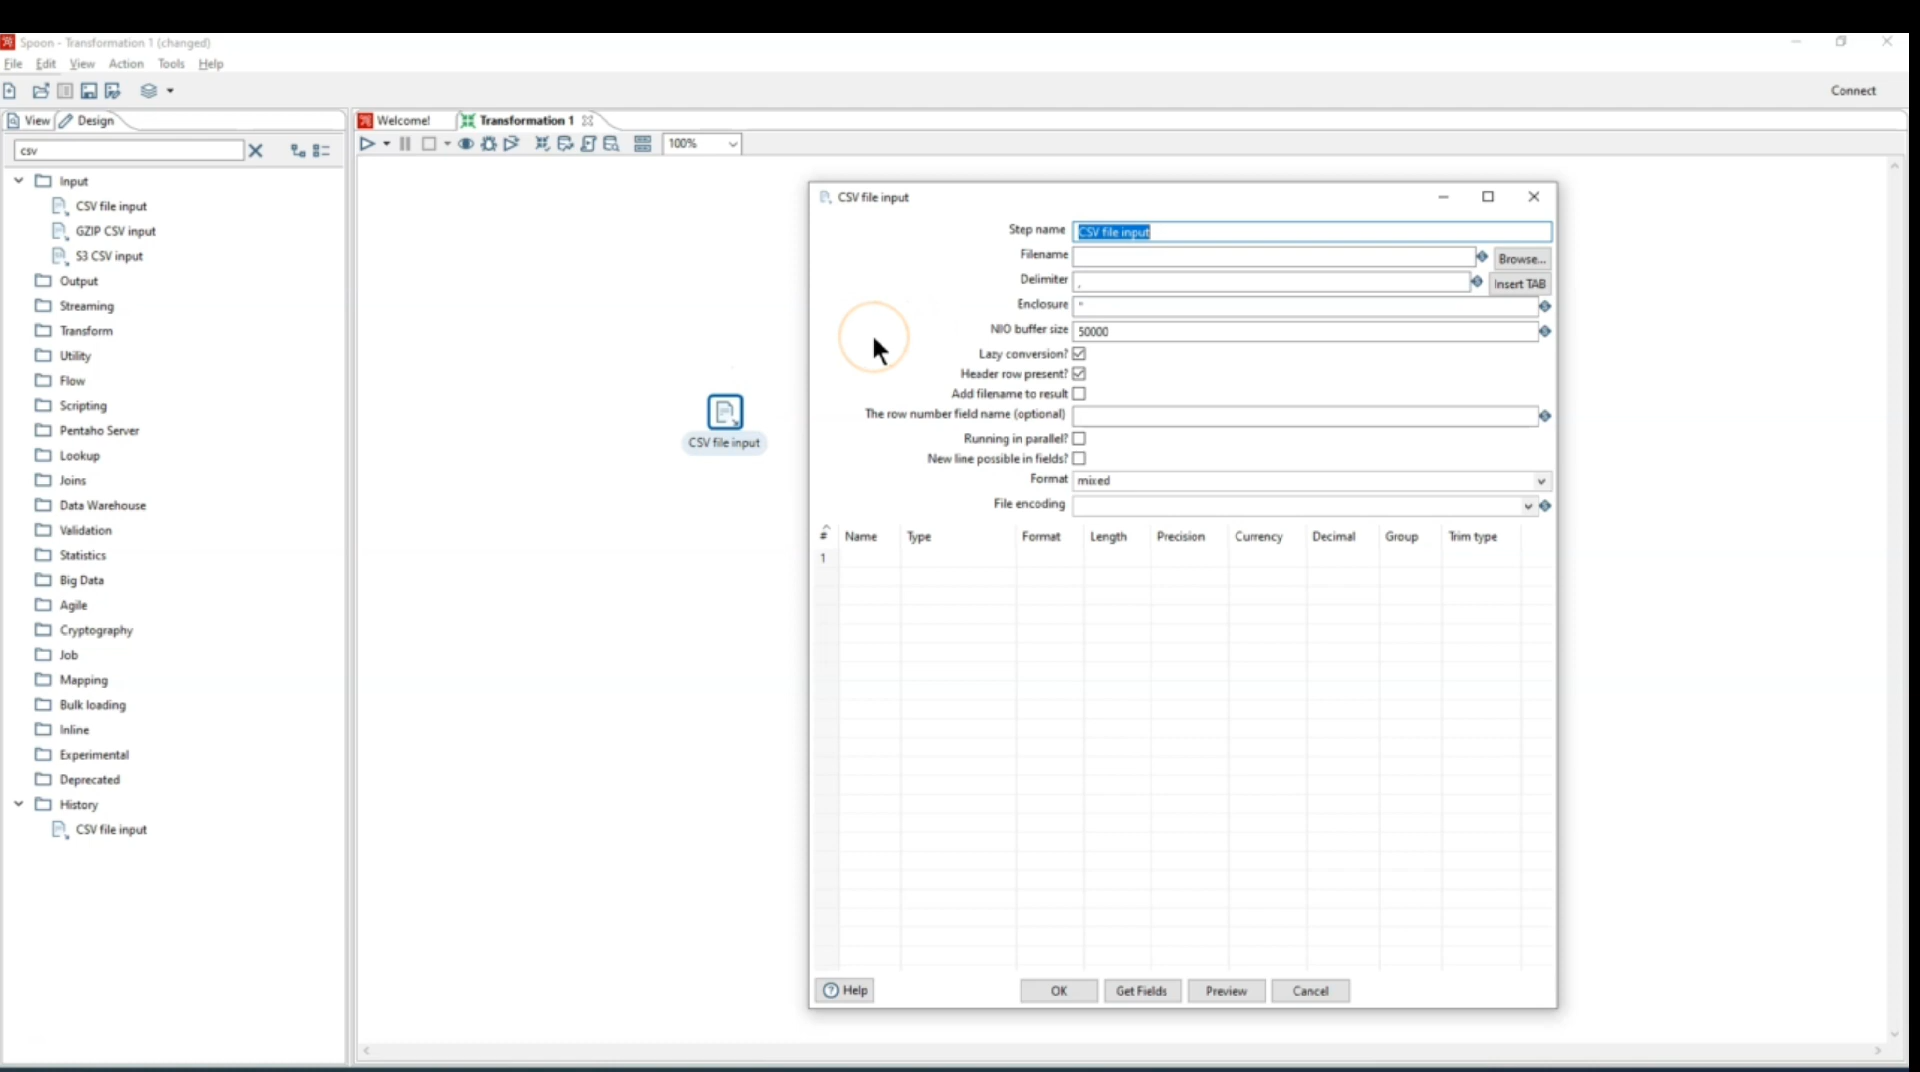 Spoon - Transformation 1 (changed)
File Edit View Action Tools Help
Connect
View Design
Welcome! Transformation 1
csv
100%
Input
CSV file input
GZIP CSV input
S3 CSV input
Output
Streaming
Transform
Utility
Flow
Scripting
Pentaho Server
Lookup
Joins
Data Warehouse
Validation
Statistics
Big Data
Agile
Cryptography
Job
Mapping
Bulk loading
Inline
Experimental
Deprecated
History
CSV file input
CSV file input
CSV file input
Step name CSV file input
Filename Browse...
Delimiter , Insert TAB
Enclosure "
NIO buffer size 50000
Lazy conversion?
Header row present?
Add filename to result
The row number field name (optional)
Running in parallel?
New line possible in fields?
Format mixed
File encoding
# Name Type Format Length Precision Currency Decimal Group Trim type
1
Help OK Get Fields Preview Cancel